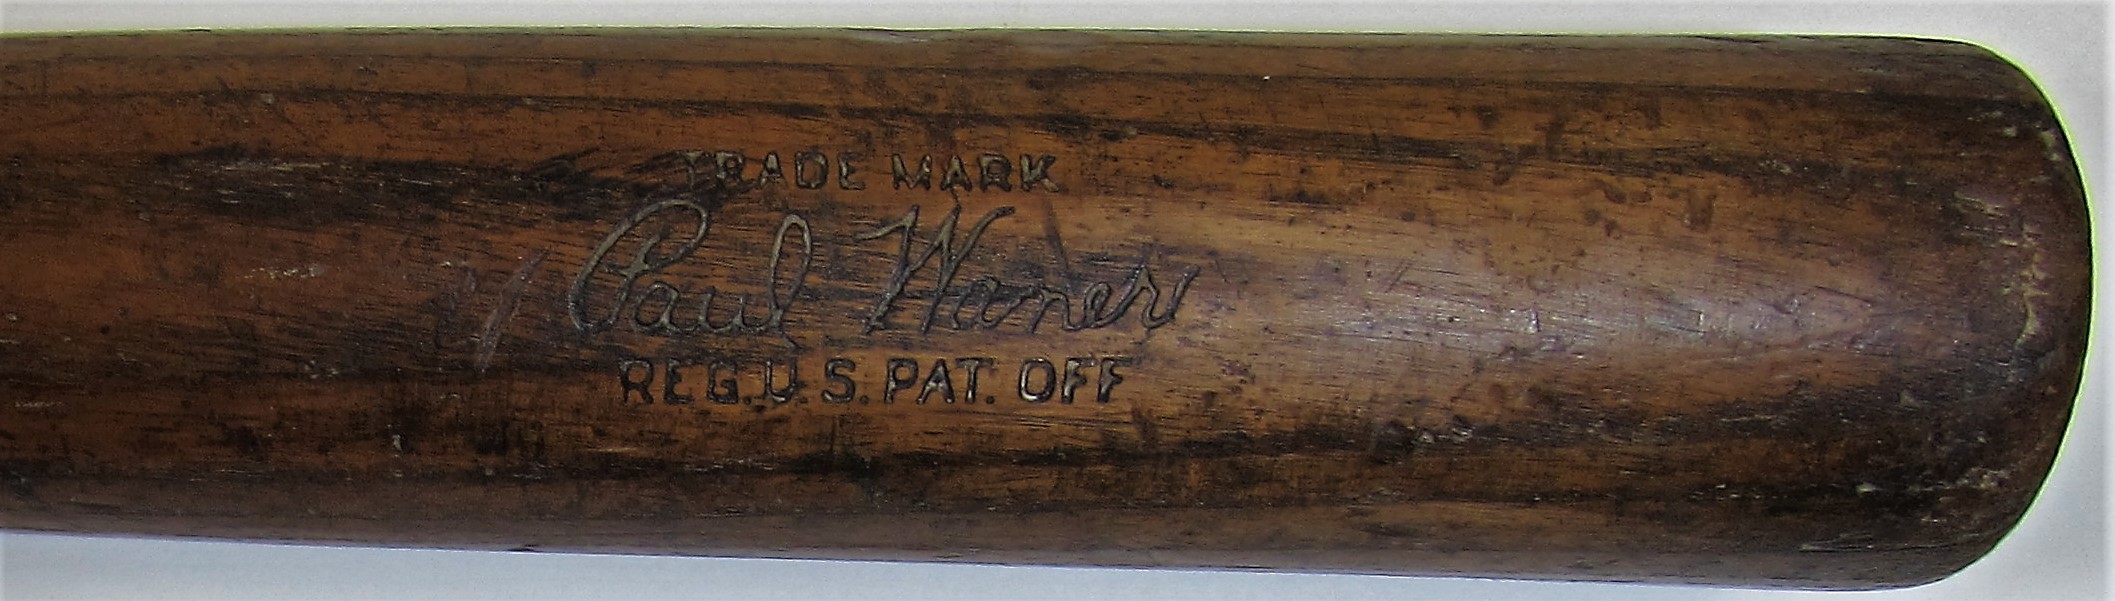 TRADE MARK
Paul Waner
REG. U. S. PAT. OFF